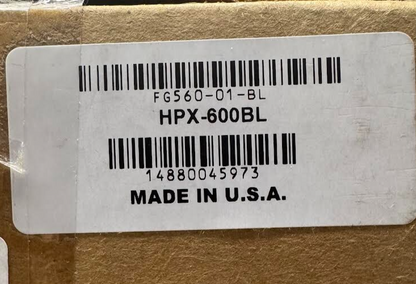 FG560-01-BL
HPX-600BL
14880045973
MADE IN U.S.A.